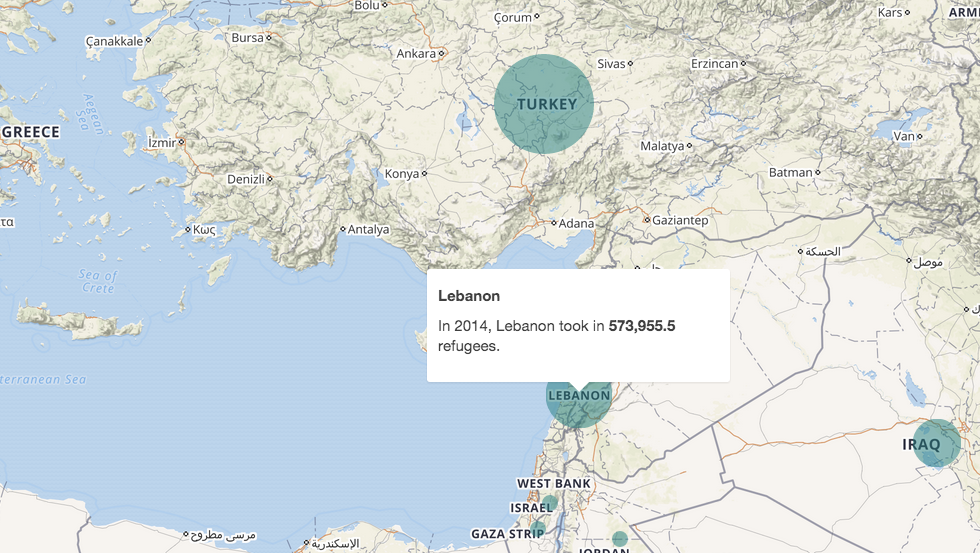 Bolu
Çorum
Kars
ARM
Çanakkale
Bursa
Ankara
Sivas
Erzincan
TURKEY
Aegean
Sea
GREECE
İzmir
Malatya
Van
Denizli
Konya
Batman
τα
Κως
Antalya
Adana
Gaziantep
الحسكة
موصل
Sea of
Crete
Lebanon
In 2014, Lebanon took in 573,955.5
refugees.
terranean Sea
LEBANON
IRAQ
WEST BANK
ISRAEL
GAZA STRIP
مرسى مطروح
الإسكندرية
JORDAN